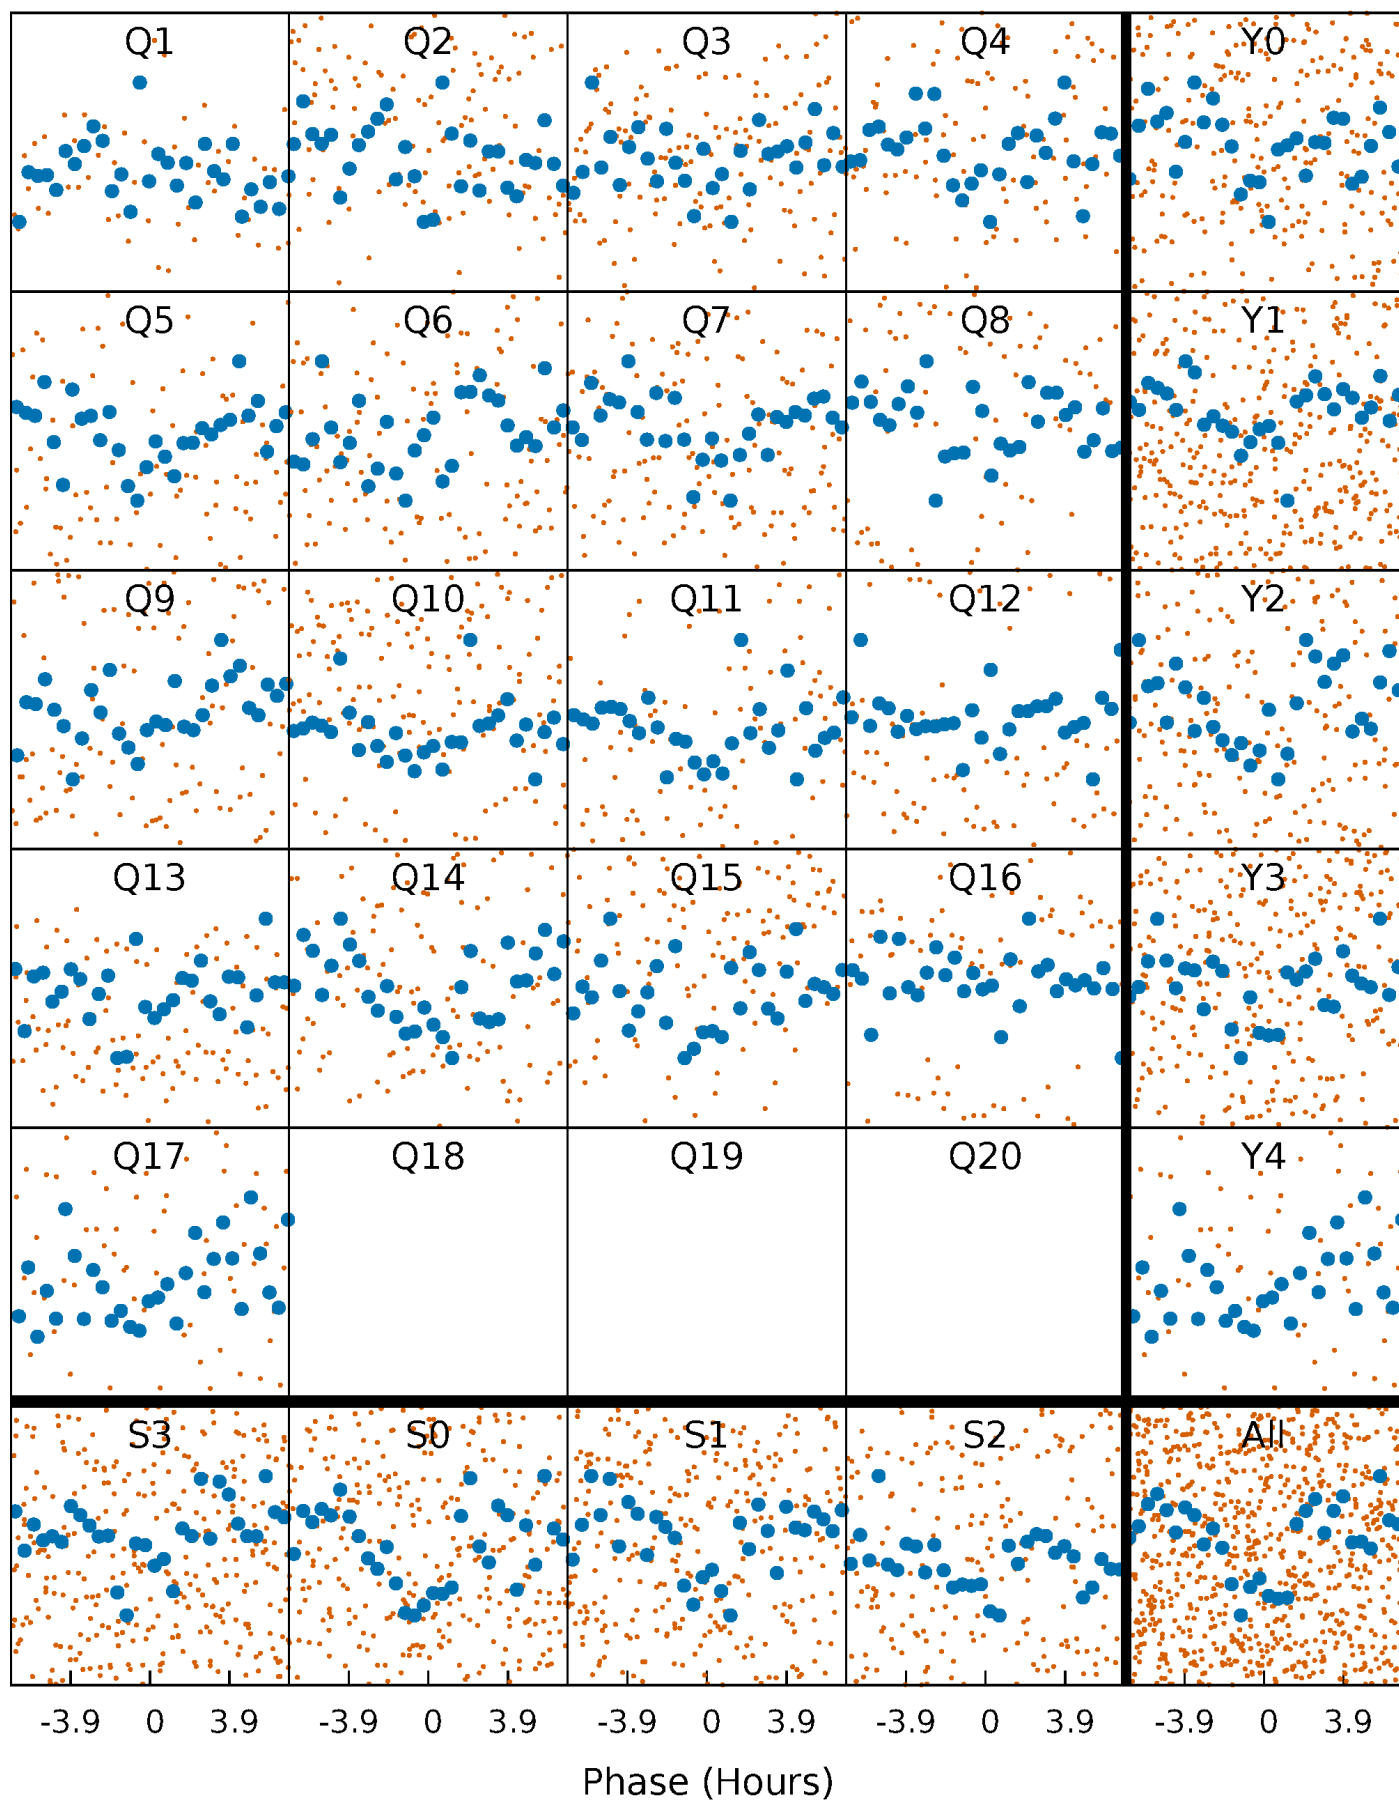 Q1 Q2 Q3 Q4 Y0
Q5 Q6 Q7 Q8 Y1
Q9 Q10 Q11 Q12 Y2
Q13 Q14 Q15 Q16 Y3
Q17 Q18 Q19 Q20 Y4
S3 S0 S1 S2 All
-3.9 0 3.9 -3.9 0 3.9 -3.9 0 3.9 -3.9 0 3.9 -3.9 0 3.9
Phase (Hours)